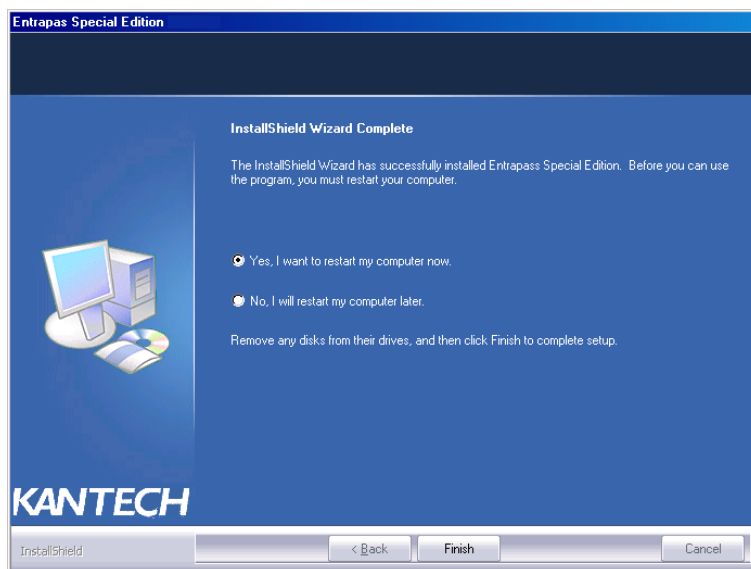 Entrapas Special Edition
InstallShield Wizard Complete
The InstallShield Wizard has successfully installed Entrapass Special Edition. Before you can use
the program, you must restart your computer.
Yes, I want to restart my computer now.
No, I will restart my computer later.
Remove any disks from their drives, and then click Finish to complete setup.
KANTECH
InstallShield
< Back
Finish
Cancel